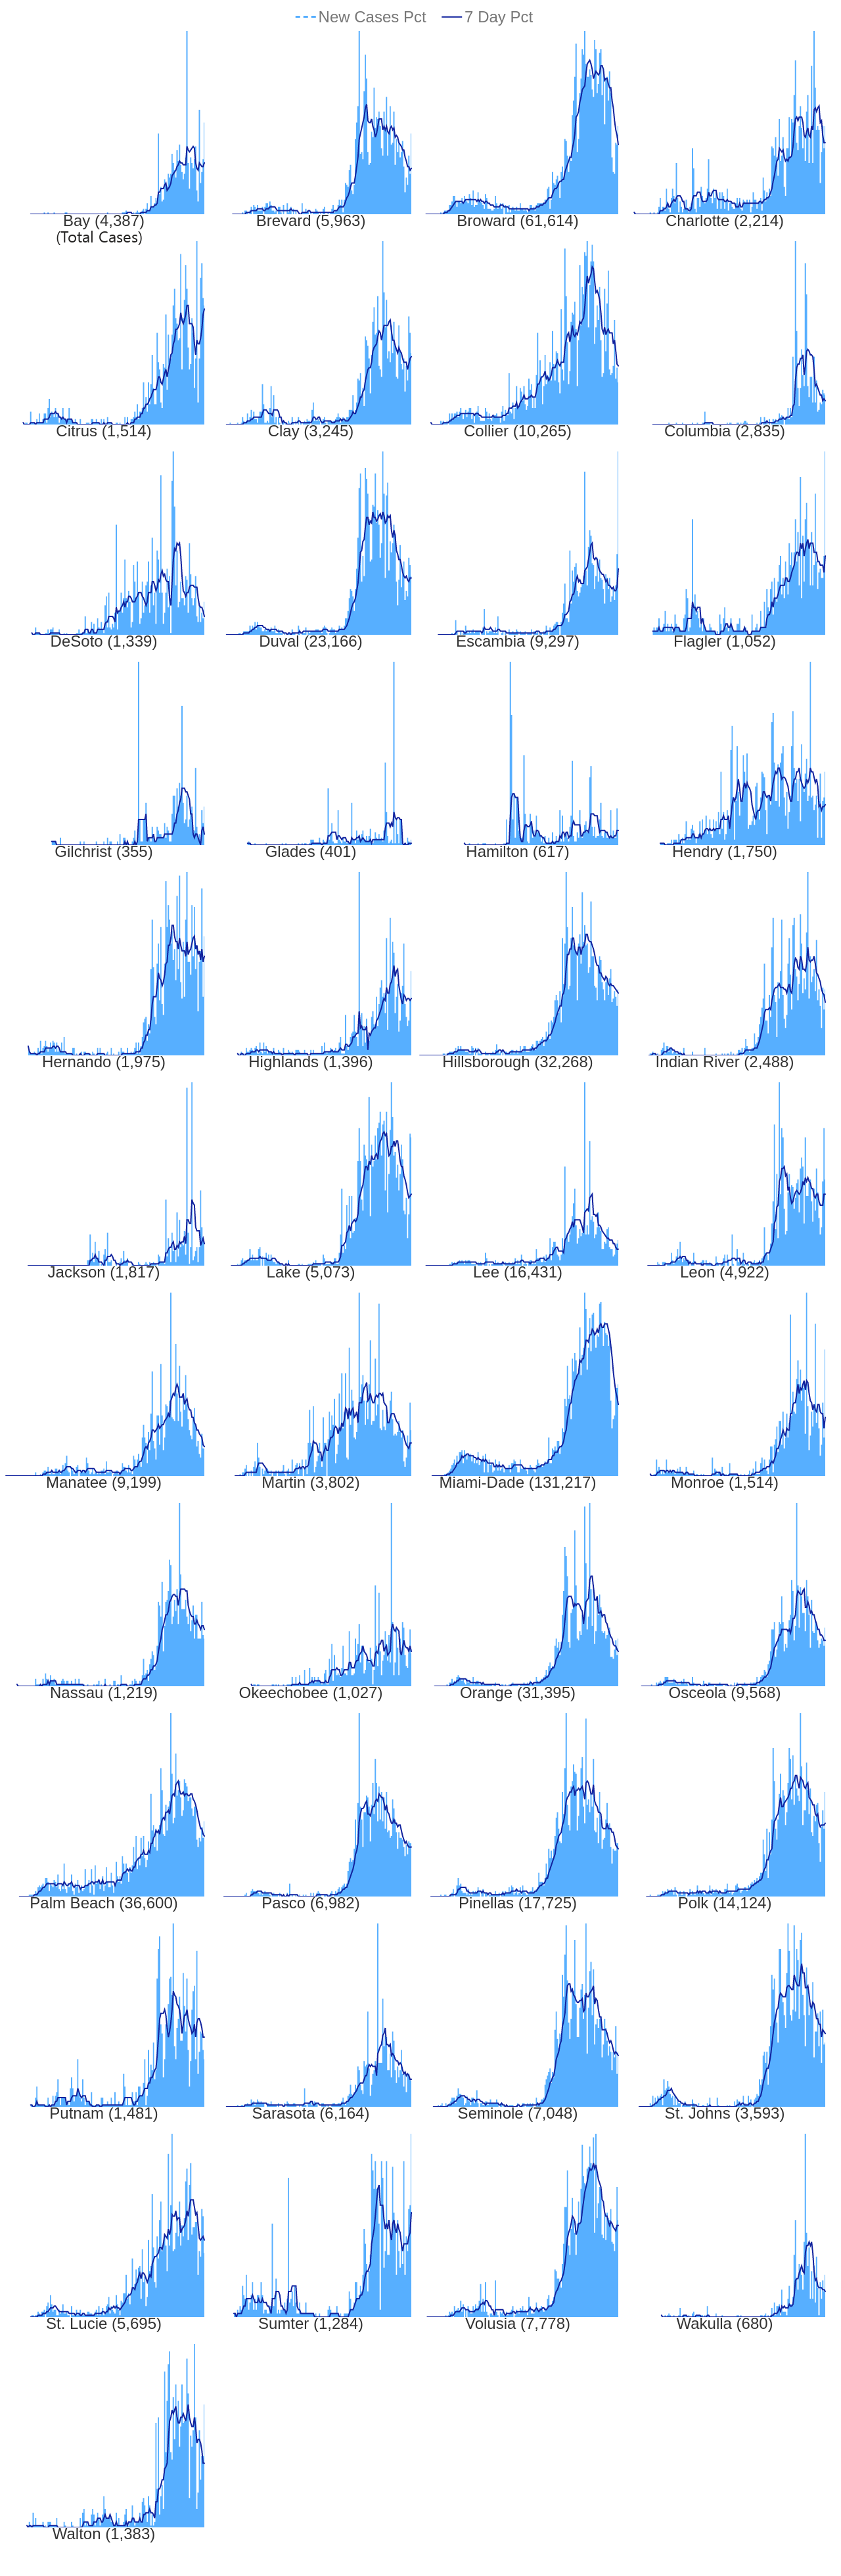 New Cases Pct 7 Day Pct
Bay (4,387) Brevard (5,963) Broward (61,614) Charlotte (2,214)
(Total Cases)
Citrus (1,514) Clay (3,245) Collier (10,265) Columbia (2,835)
DeSoto (1,339) Duval (23,166) Escambia (9,297) Flagler (1,052)
Gilchrist (355) Glades (401) Hamilton (617) Hendry (1,750)
Hernando (1,975) Highlands (1,396) Hillsborough (32,268) Indian River (2,488)
Jackson (1,817) Lake (5,073) Lee (16,431) Leon (4,922)
Manatee (9,199) Martin (3,802) Miami-Dade (131,217) Monroe (1,514)
Nassau (1,219) Okeechobee (1,027) Orange (31,395) Osceola (9,568)
Palm Beach (36,600) Pasco (6,982) Pinellas (17,725) Polk (14,124)
Putnam (1,481) Sarasota (6,164) Seminole (7,048) St. Johns (3,593)
St. Lucie (5,695) Sumter (1,284) Volusia (7,778) Wakulla (680)
Walton (1,383)